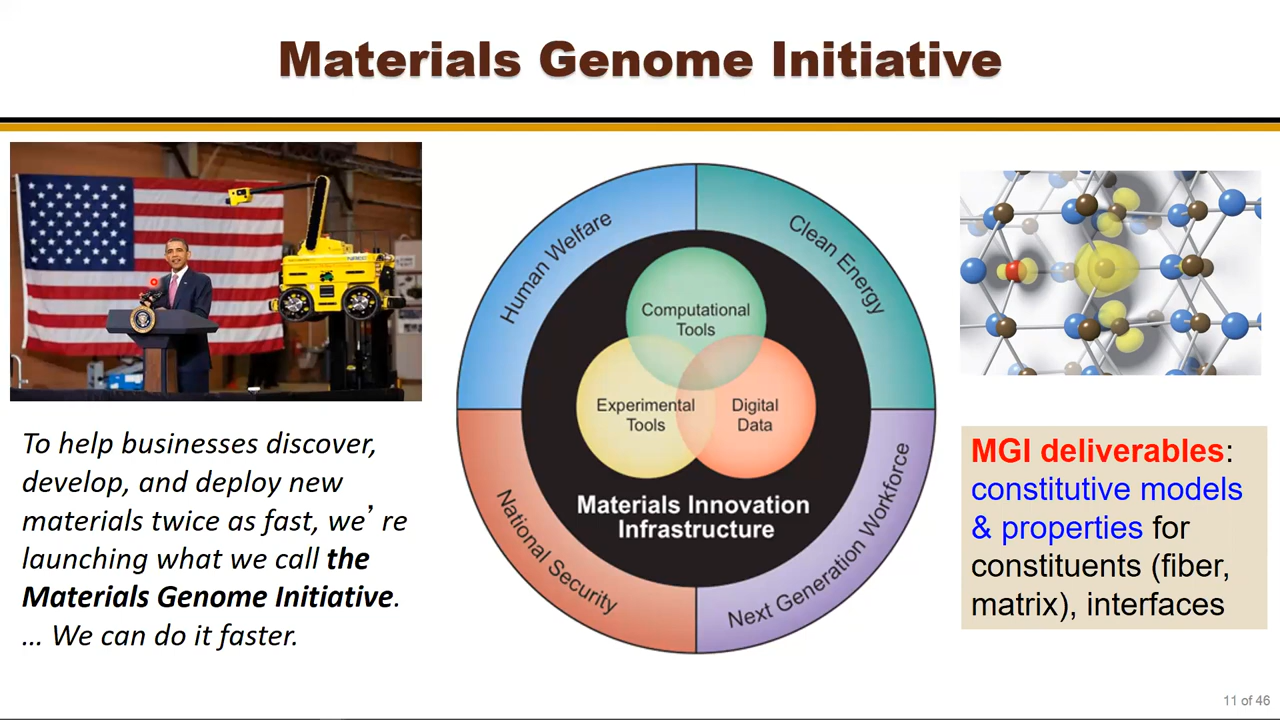 Materials Genome Initiative
To help businesses discover,
develop, and deploy new
materials twice as fast, we’ re
launching what we call the
Materials Genome Initiative.
… We can do it faster.
Human Welfare
Clean Energy
Computational
Tools
Experimental
Tools
Digital
Data
Materials Innovation
Infrastructure
National Security
Next Generation Workforce
MGI deliverables:
constitutive models
& properties for
constituents (fiber,
matrix), interfaces
11 of 46